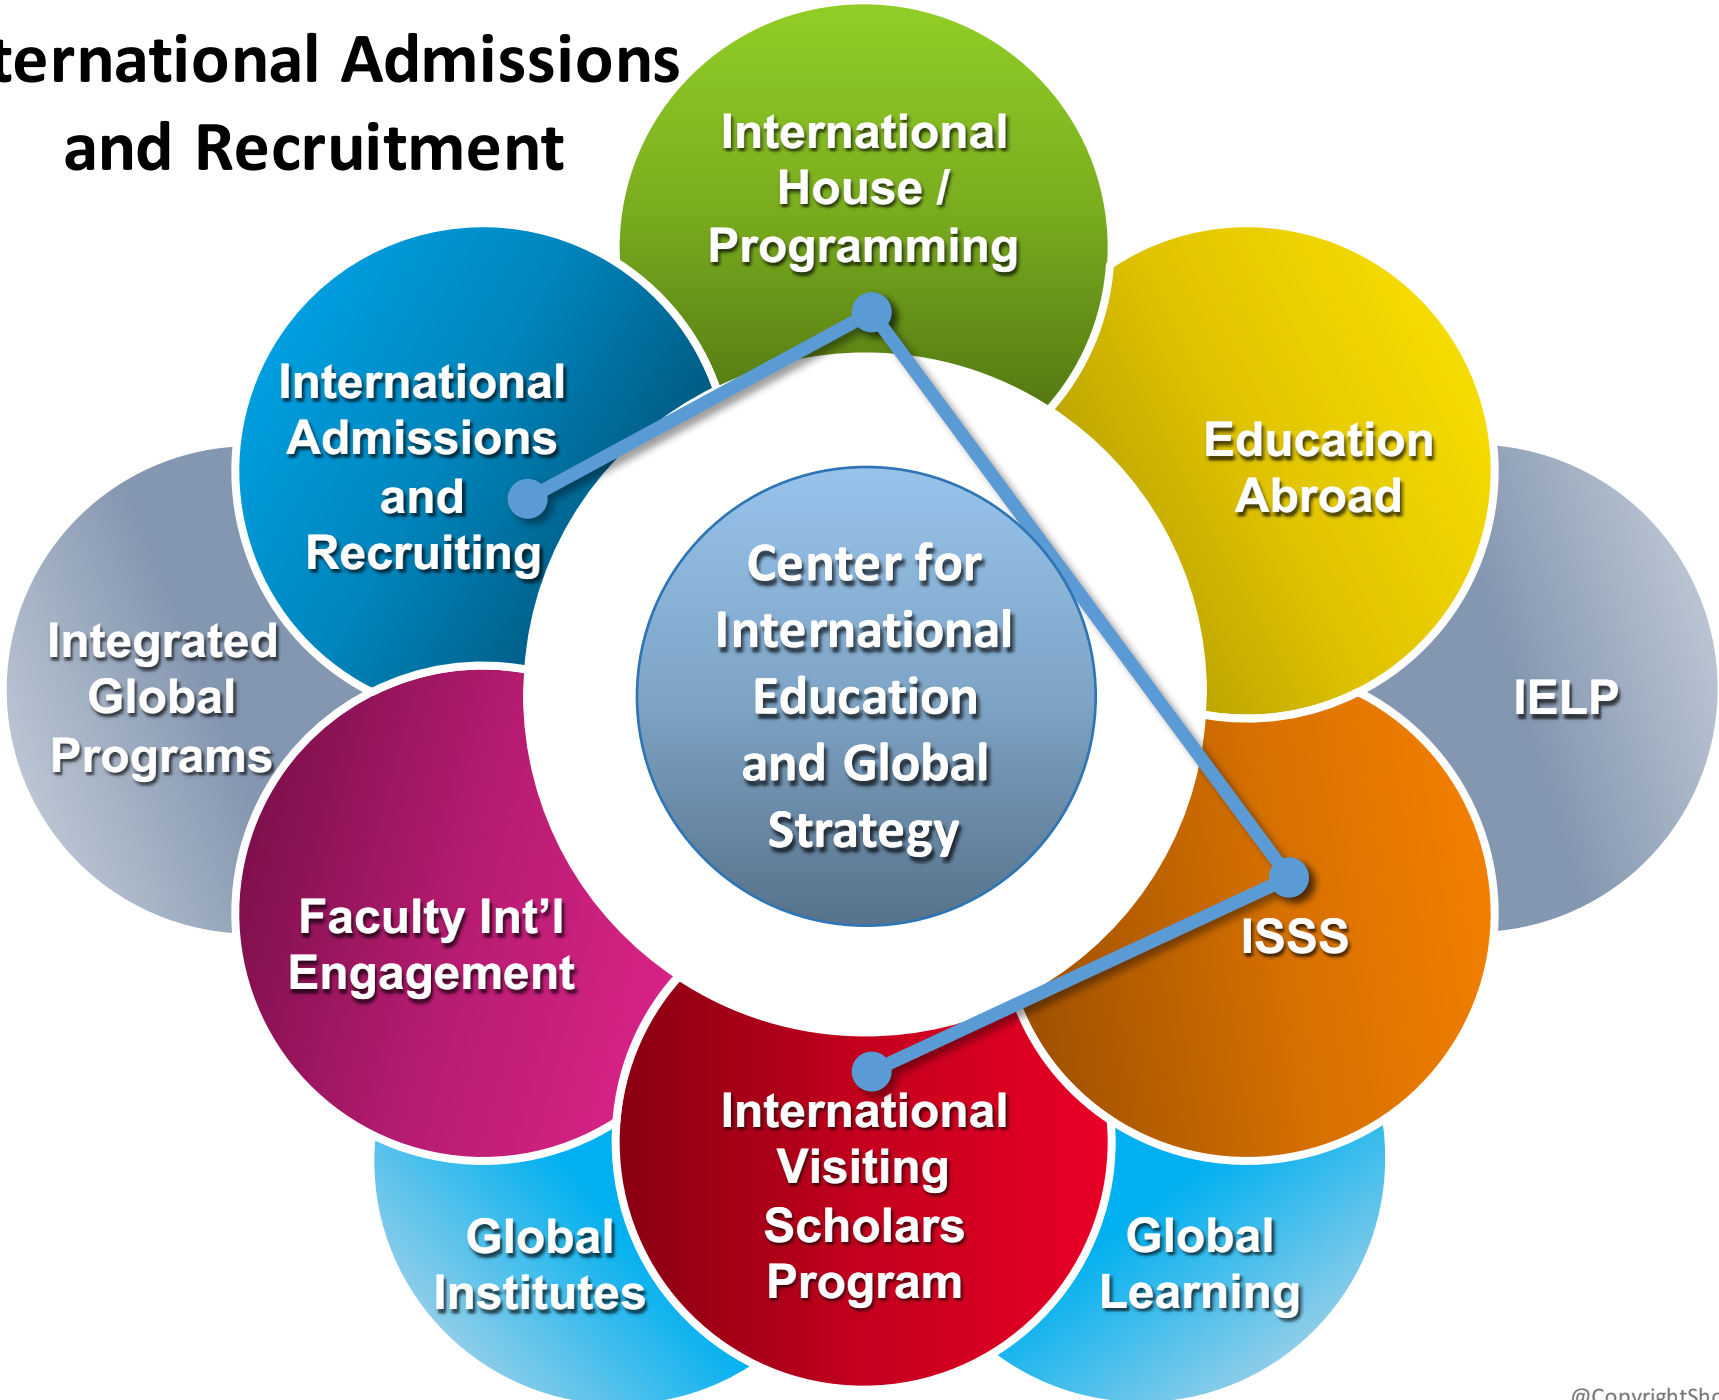 ternational Admissions
and Recruitment
International
House /
Programming
International
Admissions
and
Recruiting
Education
Abroad
Integrated
Global
Programs
Center for
International
Education
and Global
Strategy
IELP
Faculty Int’l
Engagement
ISSS
International
Visiting
Scholars
Program
Global
Institutes
Global
Learning